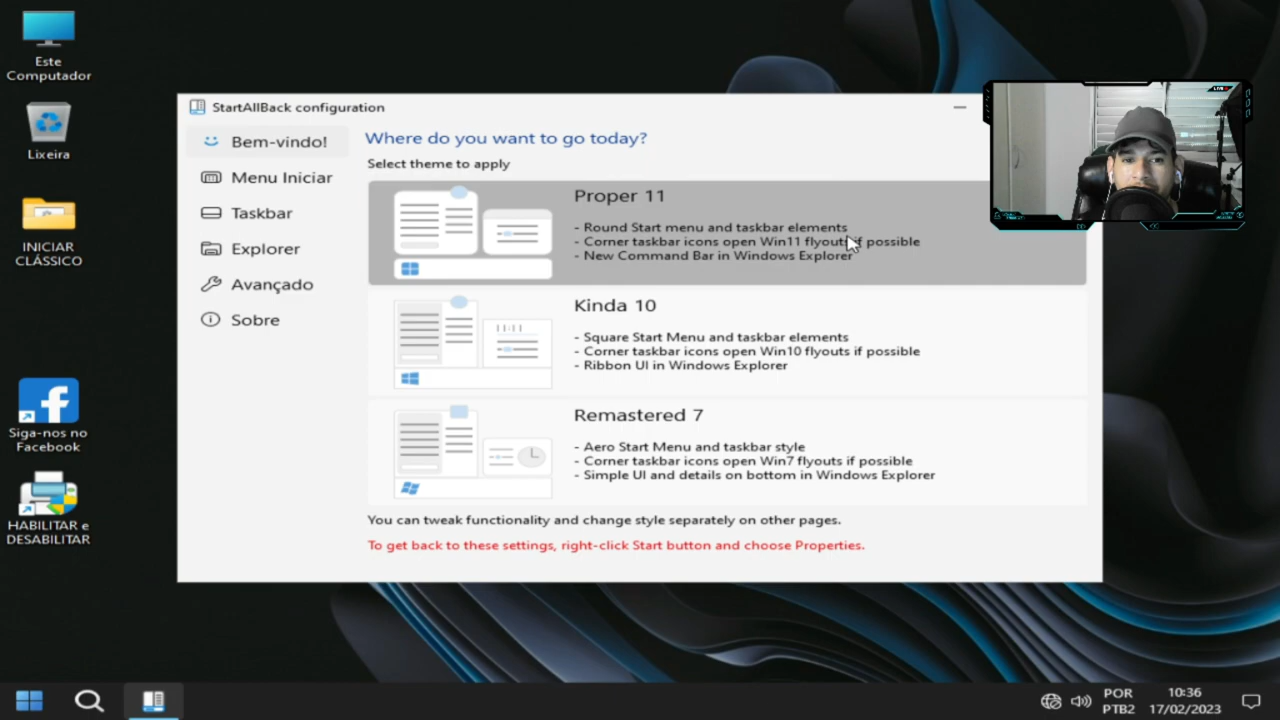 Este
Computador
Lixeira
INICIAR
CLÁSSICO
Siga-nos no
Facebook
HABILITAR e
DESABILITAR
StartAllBack configuration
Bem-vindo!
Menu Iniciar
Taskbar
Explorer
Avançado
Sobre
Where do you want to go today?
Select theme to apply
Proper 11
- Round Start menu and taskbar elements
- Corner taskbar icons open Win11 flyouts if possible
- New Command Bar in Windows Explorer
Kinda 10
- Square Start Menu and taskbar elements
- Corner taskbar icons open Win10 flyouts if possible
- Ribbon UI in Windows Explorer
11:11
Remastered 7
- Aero Start Menu and taskbar style
- Corner taskbar icons open Win7 flyouts if possible
- Simple UI and details on bottom in Windows Explorer
You can tweak functionality and change style separately on other pages.
To get back to these settings, right-click Start button and choose Properties.
POR
PTB2
10:36
17/02/2023